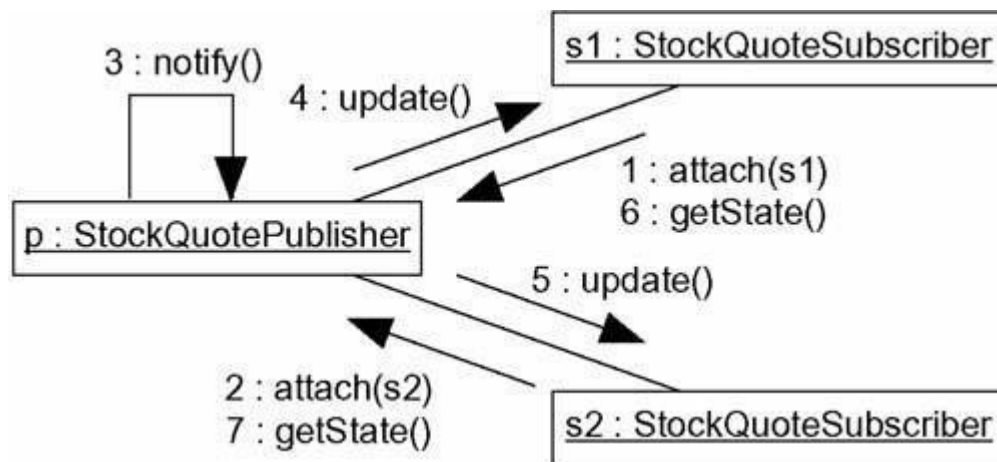 s1 : StockQuoteSubscriber
3 : notify()
4 : update()
1 : attach(s1)
6 : getState()
p : StockQuotePublisher
5 : update()
2 : attach(s2)
7 : getState()
s2 : StockQuoteSubscriber